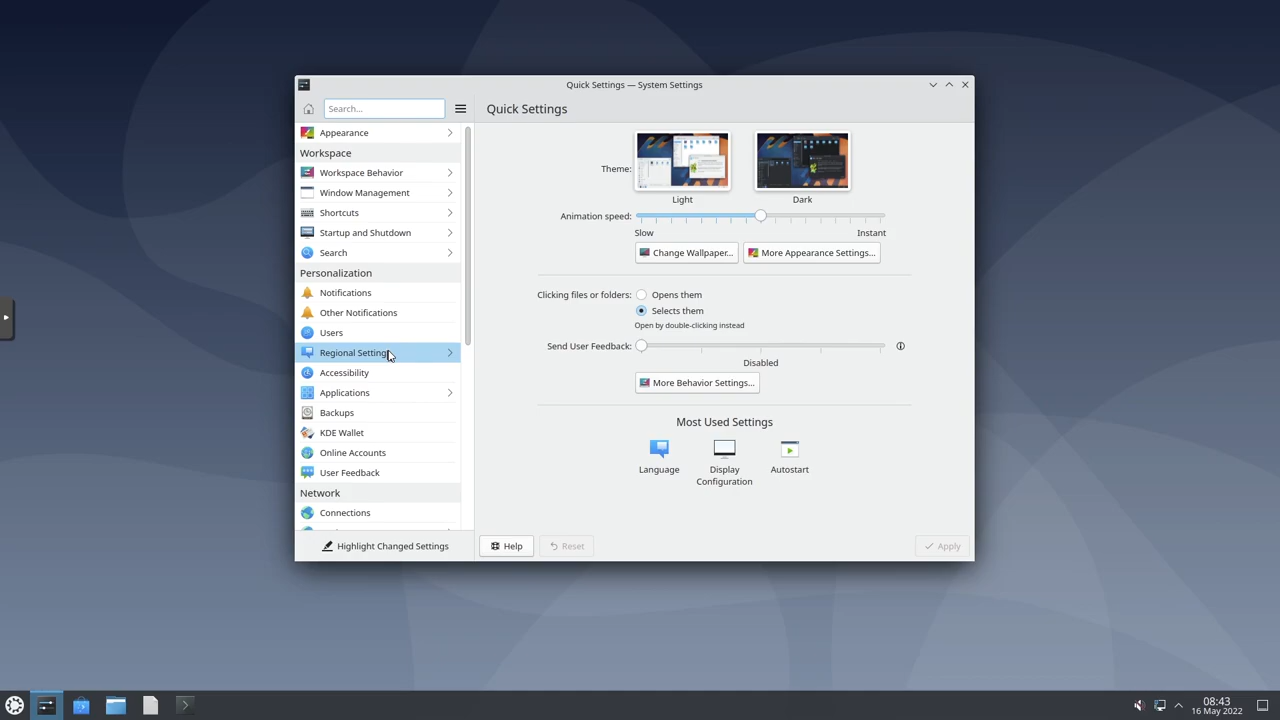 Quick Settings — System Settings
Search...
Quick Settings
Appearance
Workspace
Workspace Behavior
Window Management
Shortcuts
Startup and Shutdown
Search
Personalization
Notifications
Other Notifications
Users
Regional Settings
Accessibility
Applications
Backups
KDE Wallet
Online Accounts
User Feedback
Network
Connections
Highlight Changed Settings
Theme:
Light
Dark
Animation speed:
Slow
Instant
Change Wallpaper...
More Appearance Settings...
Clicking files or folders:
Opens them
Selects them
Open by double-clicking instead
Send User Feedback:
Disabled
More Behavior Settings...
Most Used Settings
Language
Display
Configuration
Autostart
Help
Reset
Apply
08:43
16 May 2022